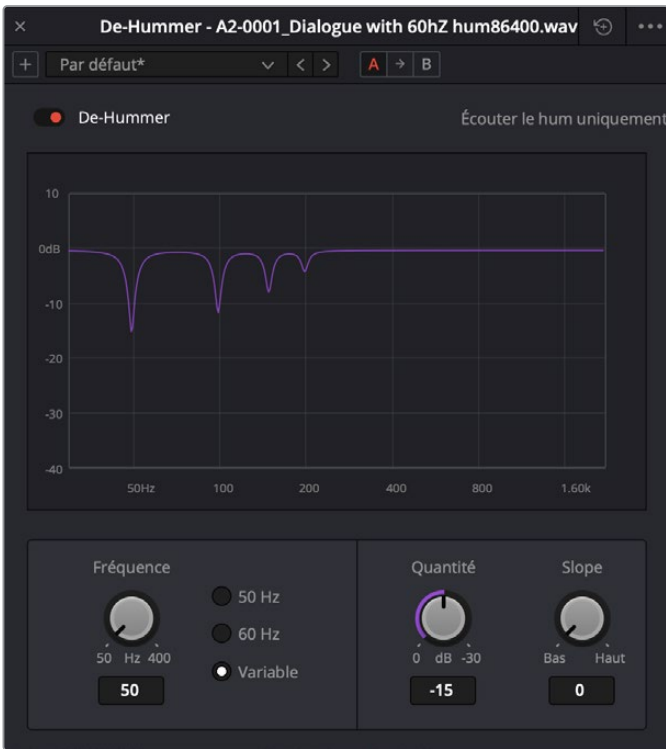 De-Hummer - A2-0001_Dialogue with 60hZ hum86400.wav
Par défaut*
A
B
De-Hummer
Écouter le hum uniquement
10
0dB
-10
-20
-30
-40
50Hz 100 200 400 800 1.60k
Fréquence
50 Hz 400
50
50 Hz
60 Hz
Variable
Quantité
0 dB -30
-15
Slope
Bas Haut
0